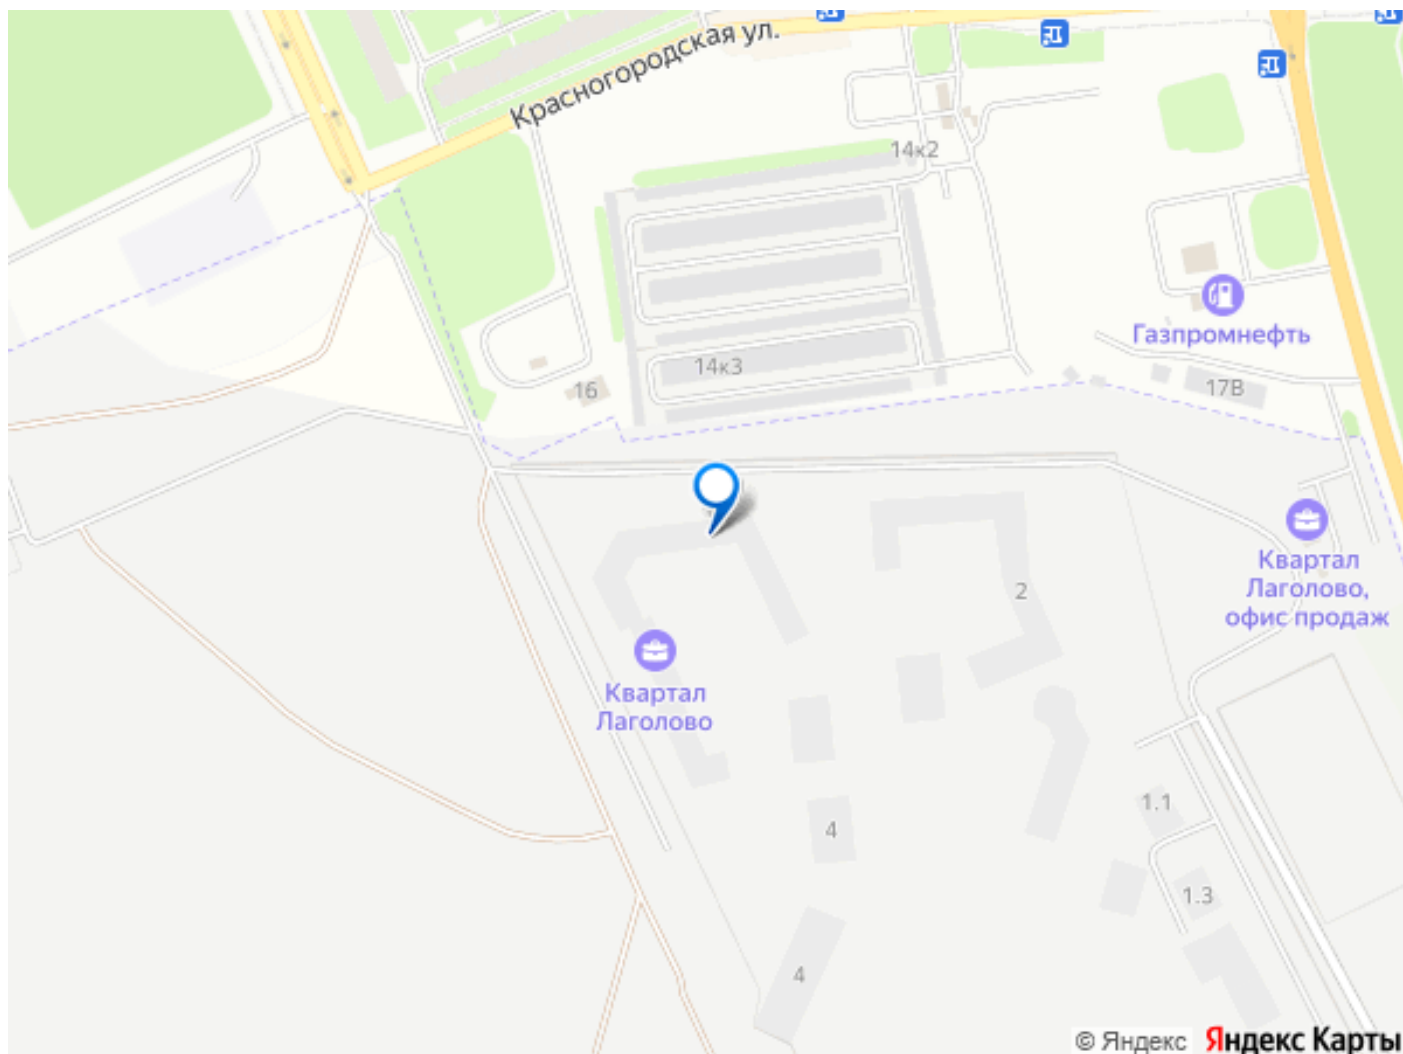 Красногородская ул.
14к2
Газпромнефть
14к3
16
17В
Квартал
Лаголово,
офис продаж
2
Квартал
Лаголово
1.1
4
1.3
4
© Яндекс
Яндекс Карты